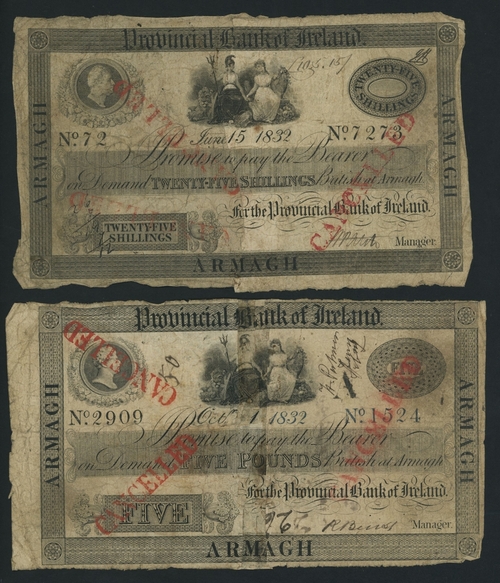 Provincial Bank of Ireland.
TWENTY-FIVE SHILLINGS
ARMAGH
ARMAGH
No. 72 June 15 1832 No. 7273
I Promise to pay the Bearer
on Demand TWENTY-FIVE SHILLINGS British at Armagh.
For the Provincial Bank of Ireland.
TWENTY-FIVE
SHILLINGS
Manager.
ARMAGH
CANCELLED
CANCELLED
Provincial Bank of Ireland.
ARMAGH
ARMAGH
50
No. 2909 Oct. 1 1832 No. 1524
I Promise to pay the Bearer
on Demand FIVE POUNDS British at Armagh
For the Provincial Bank of Ireland.
FIVE
Manager.
ARMAGH
CANCELLED
CANCELLED
CANCELLED